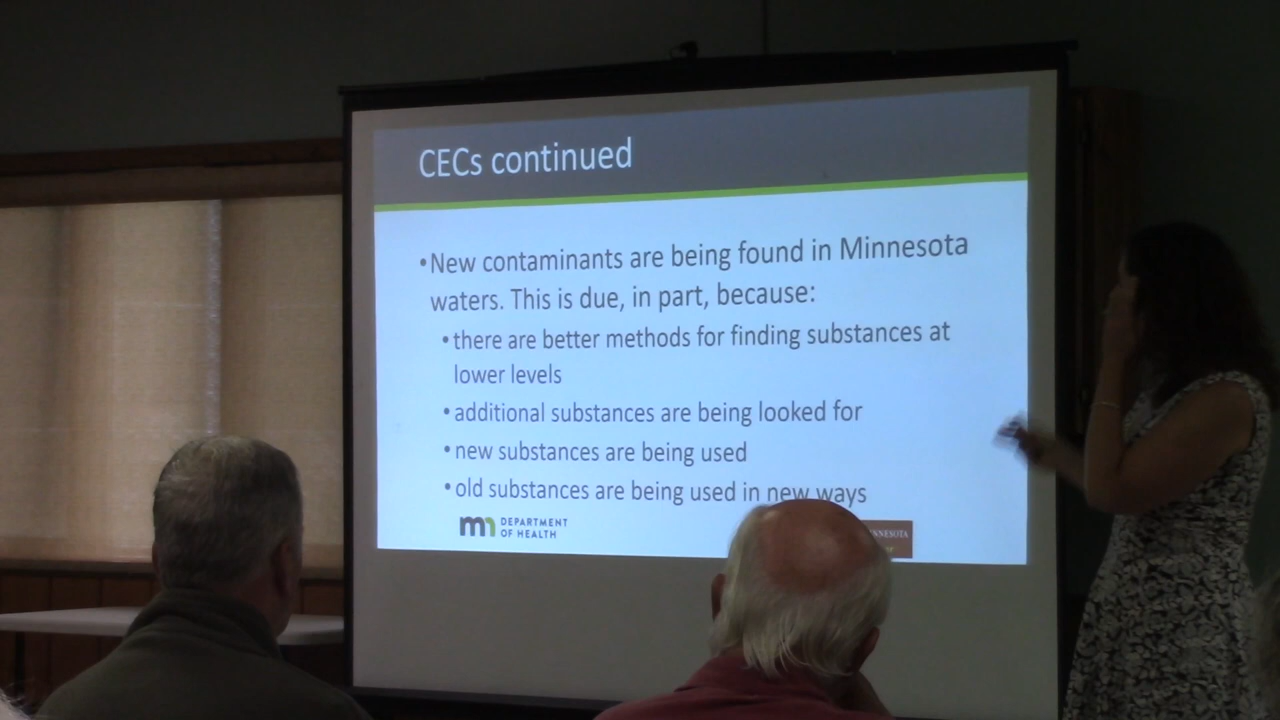 CECs continued
•New contaminants are being found in Minnesota
waters. This is due, in part, because:
•there are better methods for finding substances at
lower levels
•additional substances are being looked for
•new substances are being used
•old substances are being used in new ways
mn DEPARTMENT
OF HEALTH